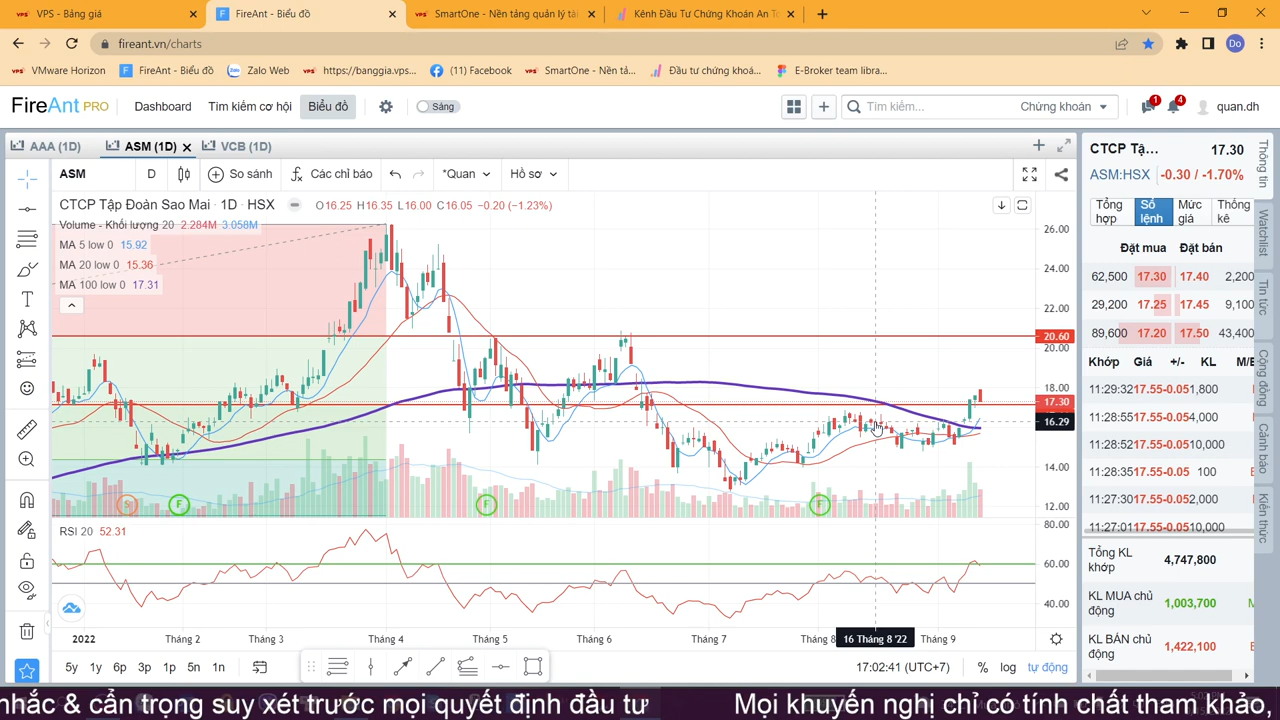 VPS - Bảng giá
FireAnt - Biểu đồ
SmartOne - Nền tảng quản lý tài
Kênh Đầu Tư Chứng Khoán An To
fireant.vn/charts
Do
VMware Horizon
FireAnt - Biểu đồ
Zalo Web
https://banggia.vps...
(11) Facebook
SmartOne - Nền tả...
Đầu tư chứng khoá...
E-Broker team libra...
FireAnt PRO
Dashboard
Tìm kiếm cơ hội
Biểu đồ
Sáng
Tìm kiếm...
Chứng khoán
1
4
quan.dh
AAA (1D)
ASM (1D)
VCB (1D)
ASM
D
So sánh
Các chỉ báo
*Quan
Hồ sơ
CTCP Tập Đoàn Sao Mai · 1D · HSX
O16.25 H16.35 L16.00 C16.05 −0.20 (−1.23%)
Volume - Khối lượng 20 2.284M 3.058M
MA 5 low 0 15.92
MA 20 low 0 15.36
MA 100 low 0 17.31
26.00
24.00
22.00
20.60
20.00
18.00
17.30
16.29
14.00
12.00
S
F
F
F
RSI 20 52.31
80.00
60.00
40.00
2022
Tháng 2
Tháng 3
Tháng 4
Tháng 5
Tháng 6
Tháng 7
Tháng 8
16 Tháng 8 '22
Tháng 9
5y 1y 6p 3p 1p 5n 1n
17:02:41 (UTC+7)
% log tự động
CTCP Tậ... 17.30
ASM:HSX -0.30 / -1.70%
Tổng hợp
Sổ lệnh
Mức giá
Thống kê
Đặt mua Đặt bán
62,500 17.30 17.40 2,200
29,200 17.25 17.45 9,100
89,600 17.20 17.50 43,400
Khớp Giá +/- KL M/B
11:29:32 17.55 -0.05 1,800
11:28:55 17.55 -0.05 4,000
11:28:52 17.55 -0.05 10,000
11:28:35 17.55 -0.05 100
11:27:30 17.55 -0.05 2,000
11:27:01 17.55 -0.05 10,000
Tổng KL khớp 4,747,800
KL MUA chủ động 1,003,700
KL BÁN chủ động 1,422,100
Thông tin
Watchlist
Tin tức
Cộng đồng
Cảnh báo
Kiến thức
nhắc & cẩn trọng suy xét trước mọi quyết định đầu tư
Mọi khuyến nghị chỉ có tính chất tham khảo,